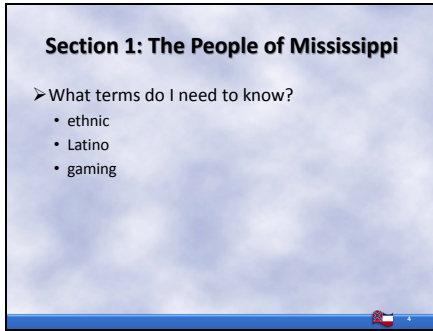 Section 1: The People of Mississippi
➢What terms do I need to know?
• ethnic
• Latino
• gaming
4